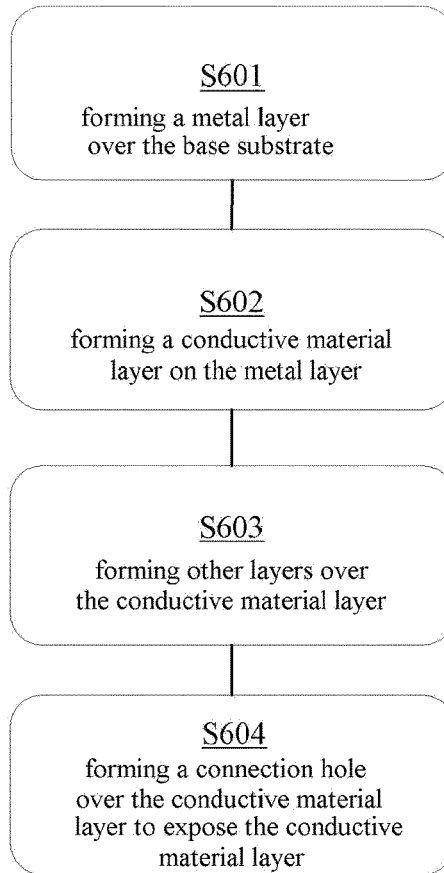 S601
forming a metal layer
over the base substrate
S602
forming a conductive material
layer on the metal layer
S603
forming other layers over
the conductive material layer
S604
forming a connection hole
over the conductive material
layer to expose the conductive
material layer